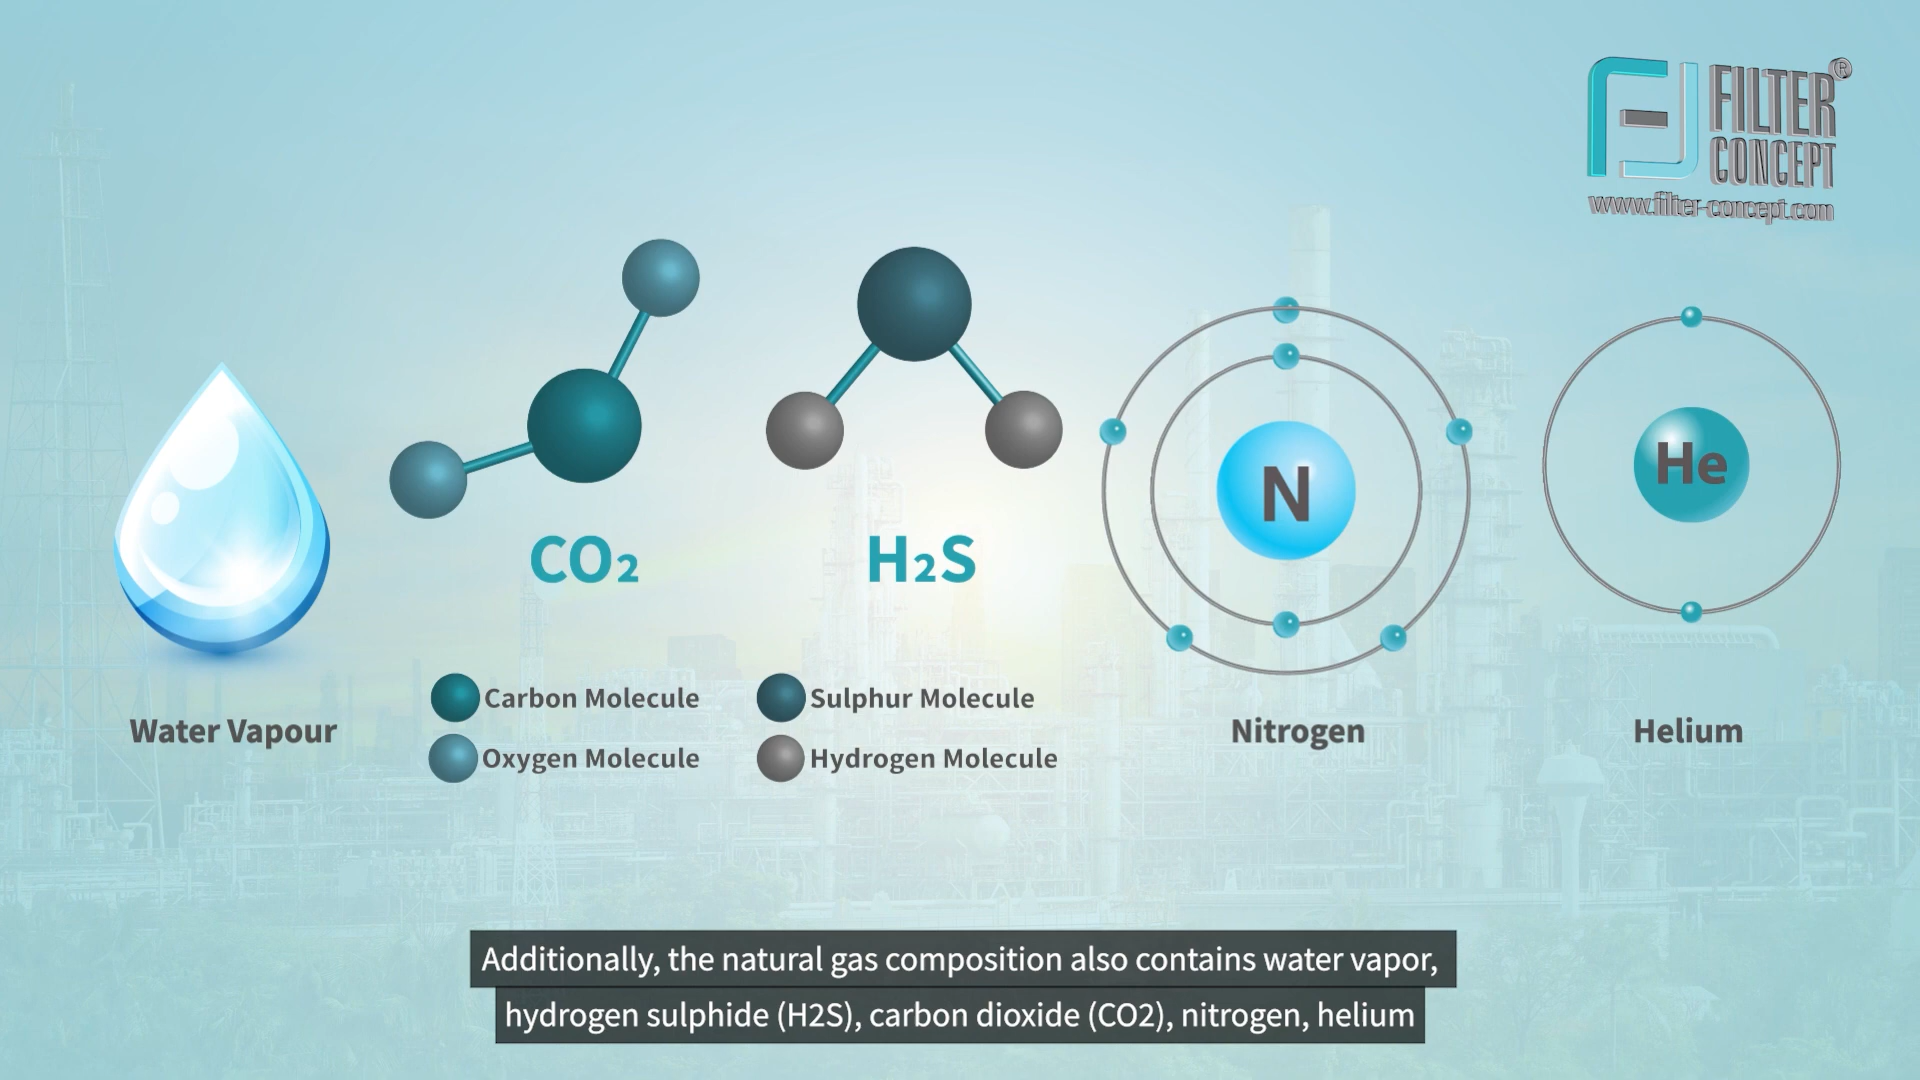 FILTER®
CONCEPT
www.filter-concept.com
N
He
CO₂
H₂S
Carbon Molecule
Oxygen Molecule
Sulphur Molecule
Hydrogen Molecule
Water Vapour
Nitrogen
Helium
Additionally, the natural gas composition also contains water vapor,
hydrogen sulphide (H2S), carbon dioxide (CO2), nitrogen, helium